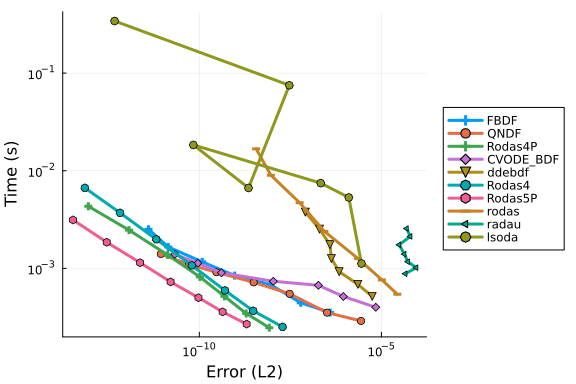 10⁻¹
10⁻²
10⁻³
Time (s)
10⁻¹⁰
10⁻⁵
Error (L2)
FBDF
QNDF
Rodas4P
CVODE_BDF
ddebdf
Rodas4
Rodas5P
rodas
radau
lsoda